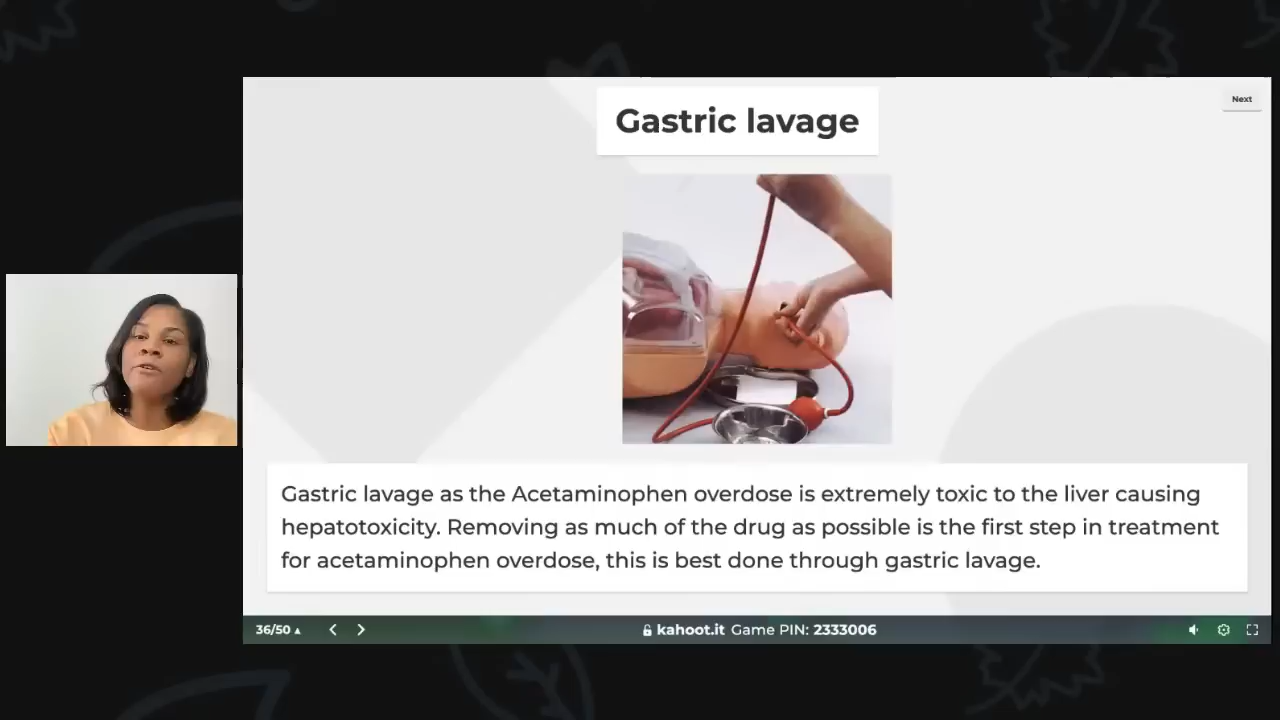 Gastric lavage
Next
Gastric lavage as the Acetaminophen overdose is extremely toxic to the liver causing
hepatotoxicity. Removing as much of the drug as possible is the first step in treatment
for acetaminophen overdose, this is best done through gastric lavage.
36/50
kahoot.it Game PIN: 2333006